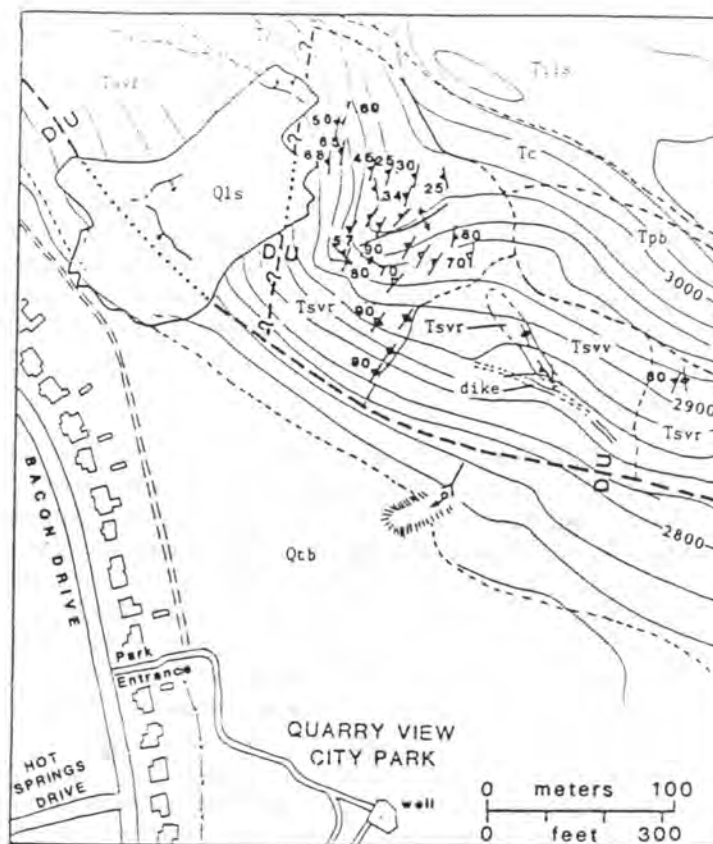 Tils
Tsvr
D U
50
60
65
68
45 25 30
Tc
Qls
34
25
Tpb
57
90
80
80 70
70
3000
D U
Tsvr
90
Tsvr
Tsvv
90
dike
80
2900
Tsvr
D U
2800
Qtb
BACON DRIVE
Park
Entrance
QUARRY VIEW
CITY PARK
HOT
SPRINGS
DRIVE
well
0 meters 100
0 feet 300